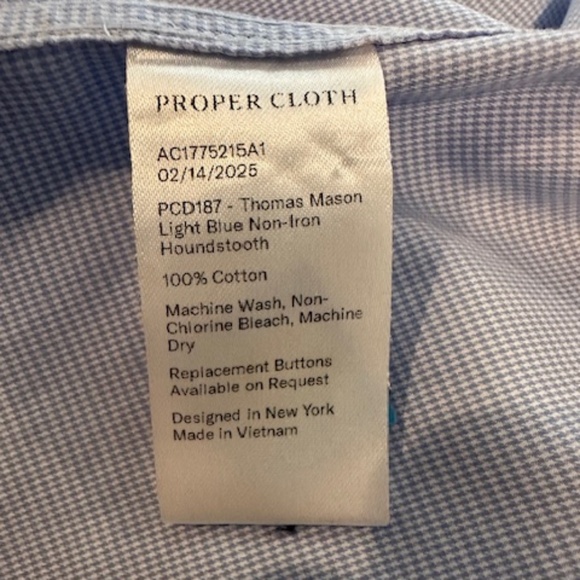 PROPER CLOTH
AC1775215A1
02/14/2025
PCD187 - Thomas Mason
Light Blue Non-Iron
Houndstooth
100% Cotton
Machine Wash, Non-
Chlorine Bleach, Machine
Dry
Replacement Buttons
Available on Request
Designed in New York
Made in Vietnam